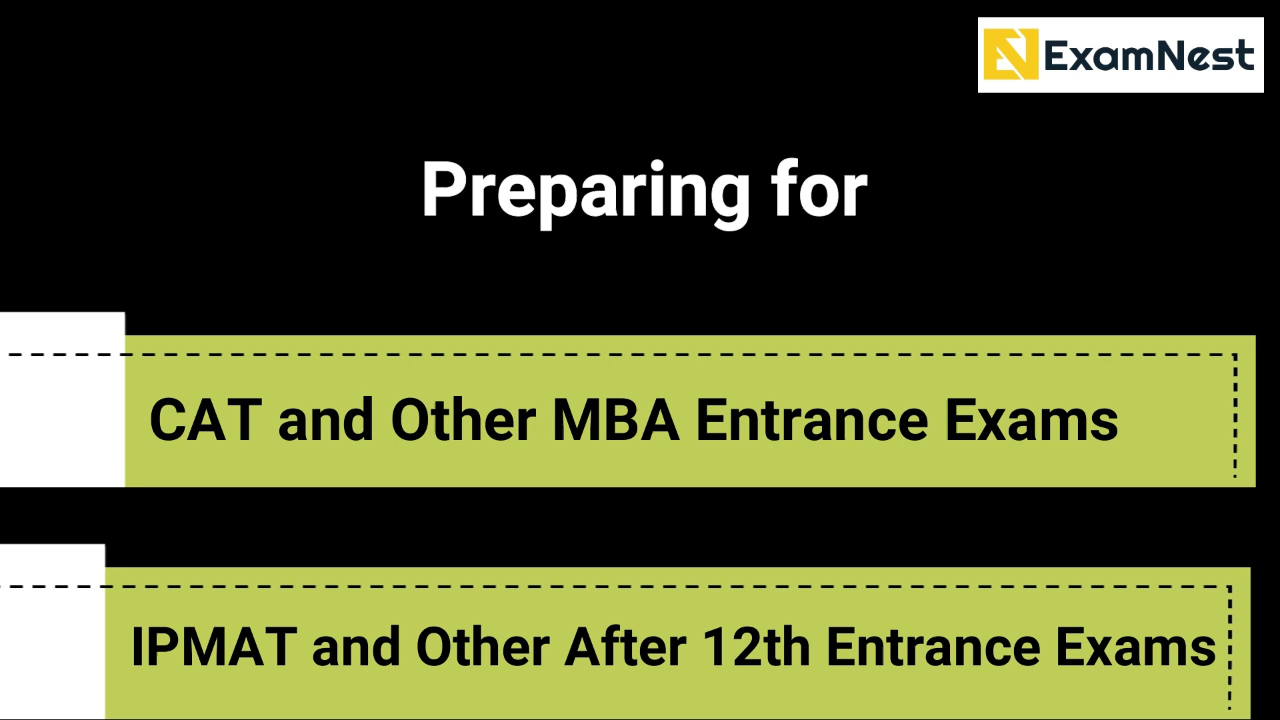 ExamNest
Preparing for
CAT and Other MBA Entrance Exams
IPMAT and Other After 12th Entrance Exams